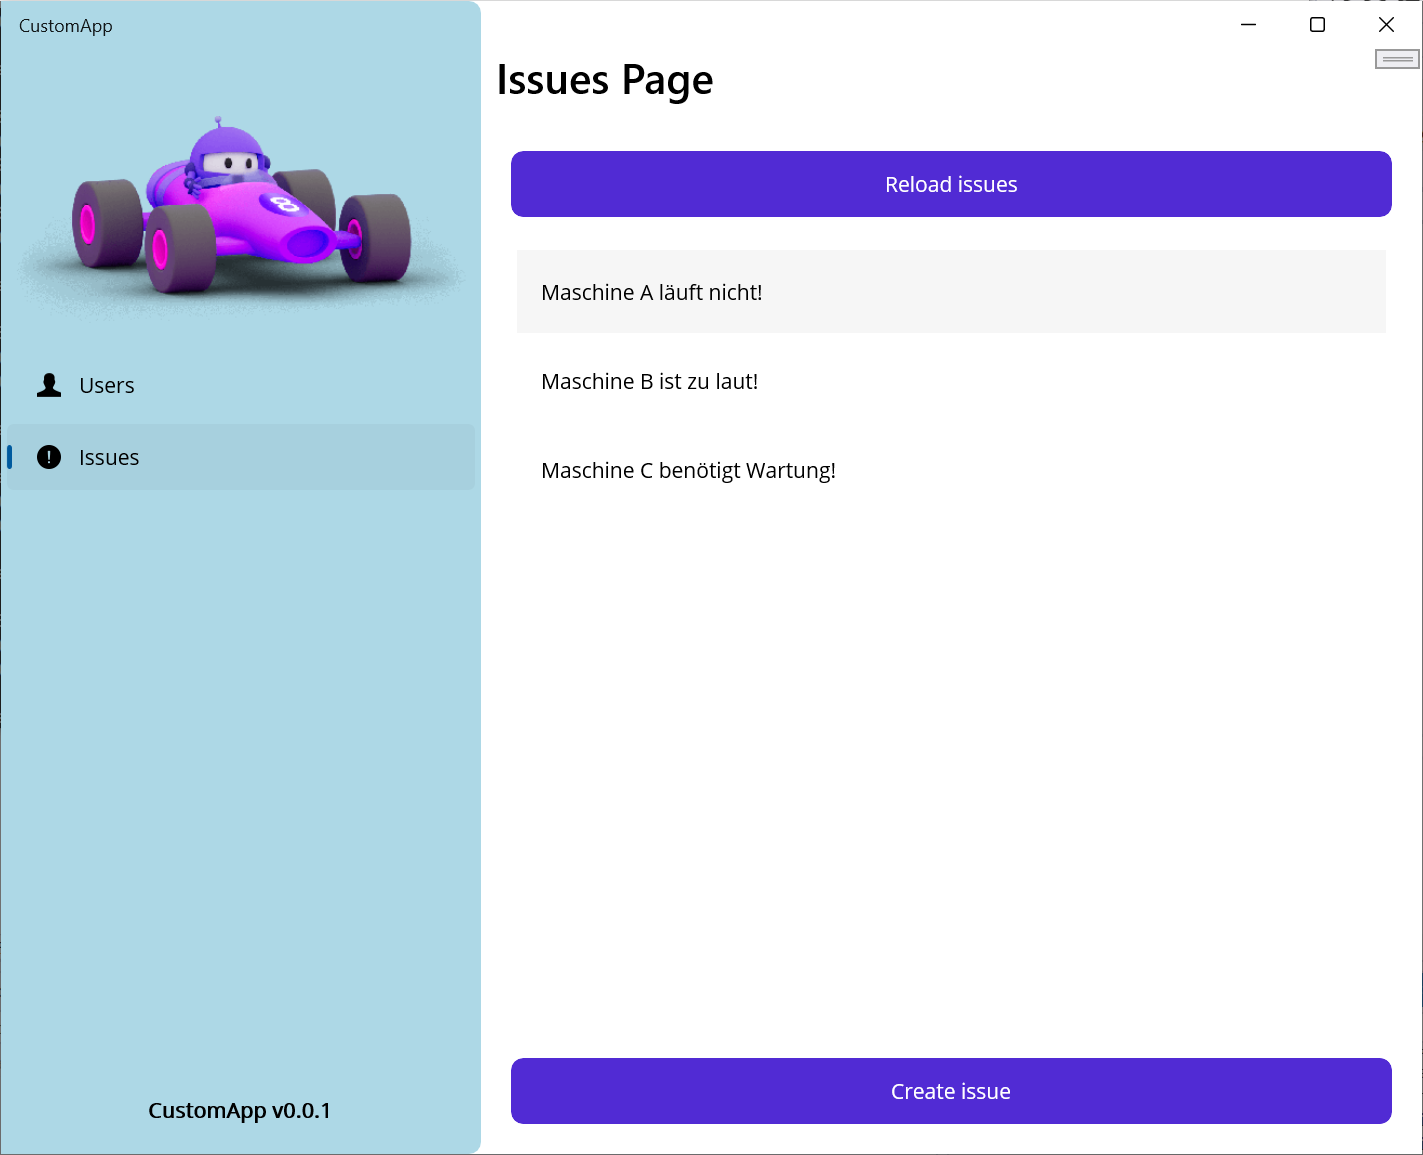 CustomApp
Issues Page
Reload issues
8
Maschine A läuft nicht!
Maschine B ist zu laut!
Maschine C benötigt Wartung!
Users
Issues
Create issue
CustomApp v0.0.1